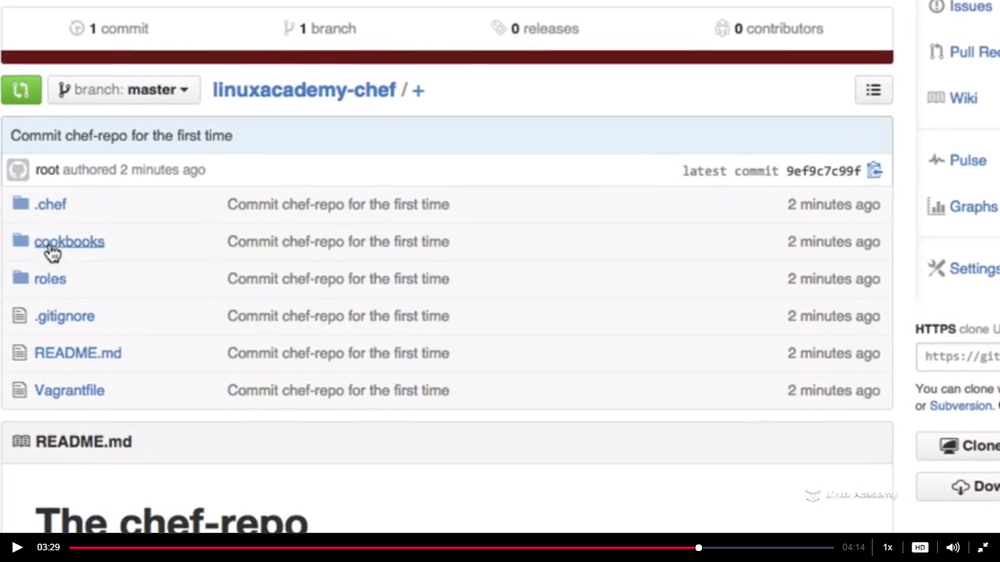 1 commit
1 branch
0 releases
0 contributors
branch: master
linuxacademy-chef / +
Commit chef-repo for the first time
root authored 2 minutes ago
latest commit 9ef9c7c99f
.chef Commit chef-repo for the first time 2 minutes ago
cookbooks Commit chef-repo for the first time 2 minutes ago
roles Commit chef-repo for the first time 2 minutes ago
.gitignore Commit chef-repo for the first time 2 minutes ago
README.md Commit chef-repo for the first time 2 minutes ago
Vagrantfile Commit chef-repo for the first time 2 minutes ago
README.md
The chef-repo
Issues
Pull Req
Wiki
Pulse
Graphs
Settings
HTTPS clone U
https://git
You can clone w
or Subversion.
Clone
Dow
Linux Academy
03:29
04:14
1x
HD